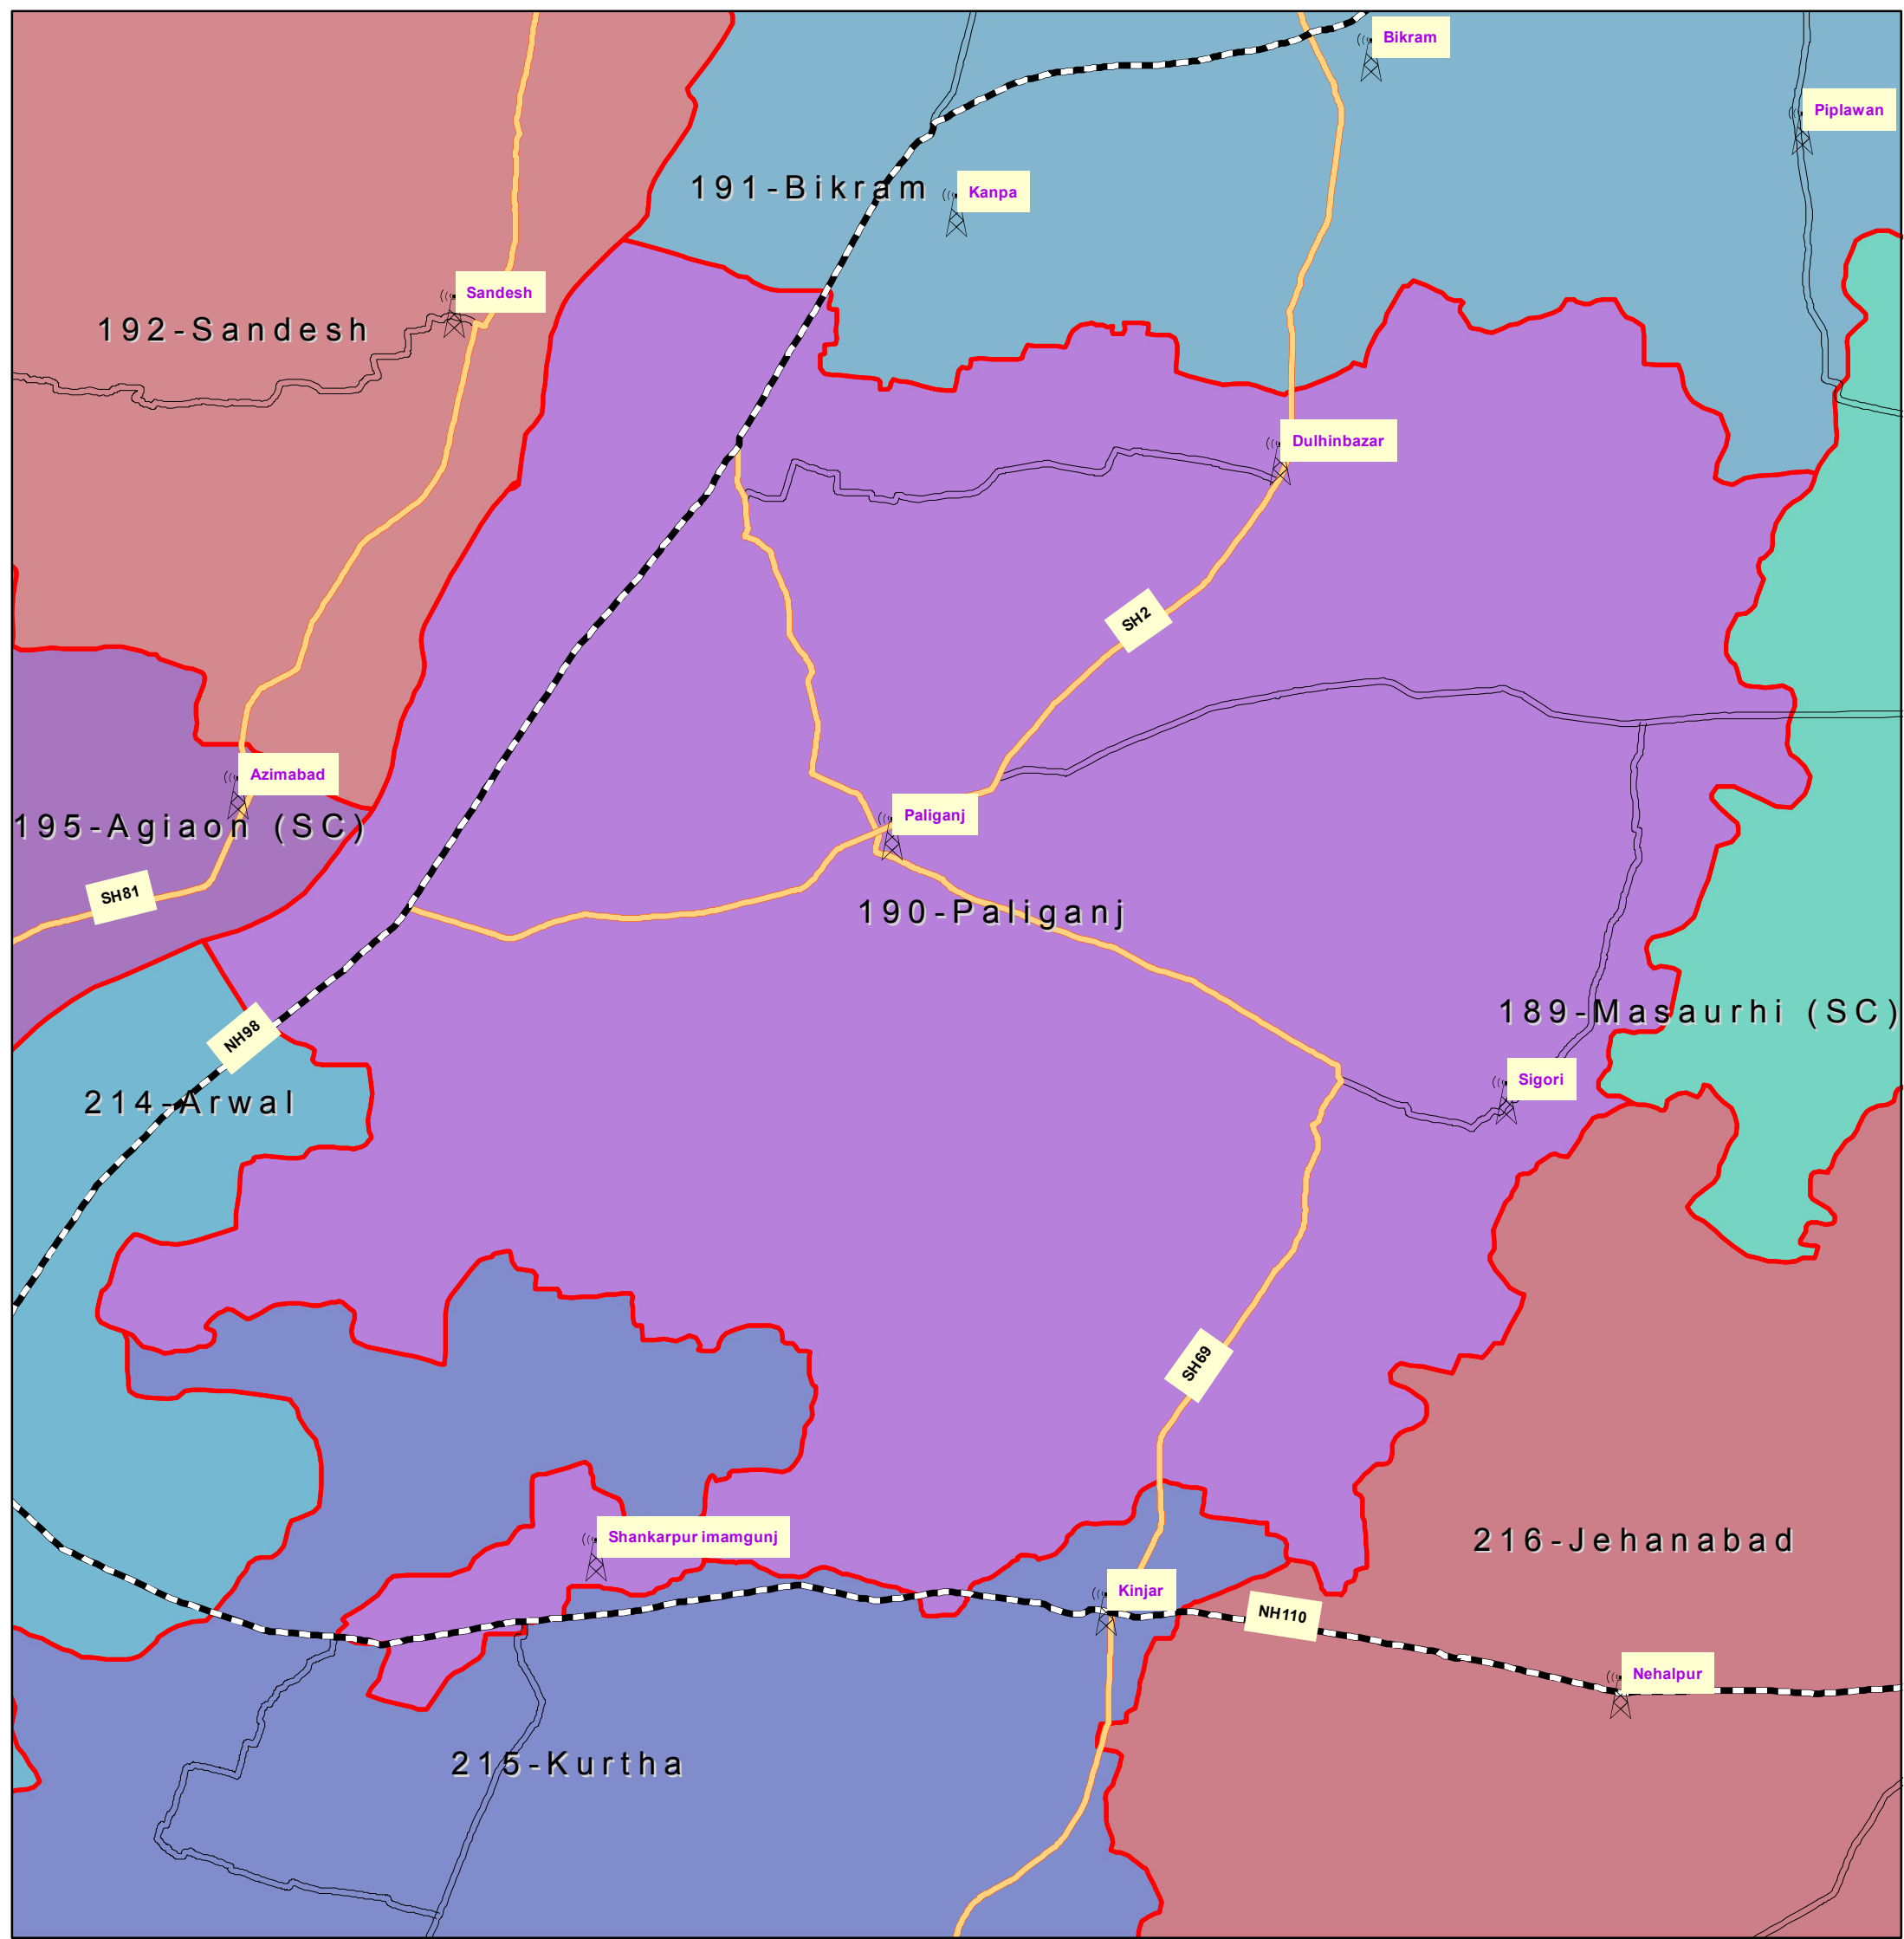 Bikram
Piplawan
191-Bikram
Kanpa
Sandesh
192-Sandesh
Dulhinbazar
SH2
Azimabad
195-Agiaon (SC)
Paliganj
SH81
190-Paliganj
189-Masaurhi (SC)
NH98
Sigori
214-Arwal
SH69
Shankarpur imamgunj
216-Jehanabad
Kinjar
NH110
Nehalpur
215-Kurtha